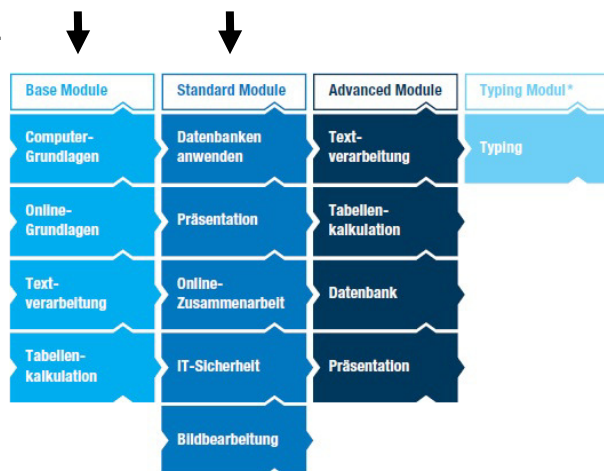 Base Module
Standard Module
Advanced Module
Typing Modul*
Computer-
Grundlagen
Datenbanken
anwenden
Text-
verarbeitung
Typing
Online-
Grundlagen
Präsentation
Tabellen-
kalkulation
Text-
verarbeitung
Online-
Zusammenarbeit
Datenbank
Tabellen-
kalkulation
IT-Sicherheit
Präsentation
Bildbearbeitung